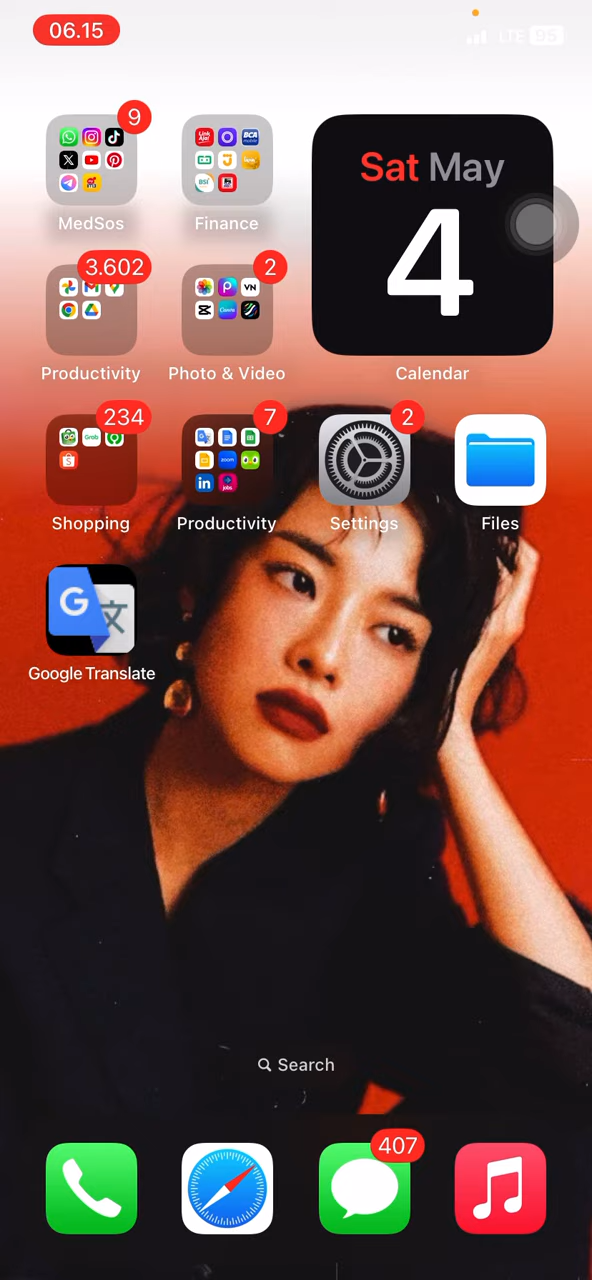 06.15
LTE 95
9
MedSos
Finance
Sat May
4
Calendar
3.602
Productivity
2
Photo & Video
234
Shopping
7
Productivity
2
Settings
Files
Google Translate
Search
407